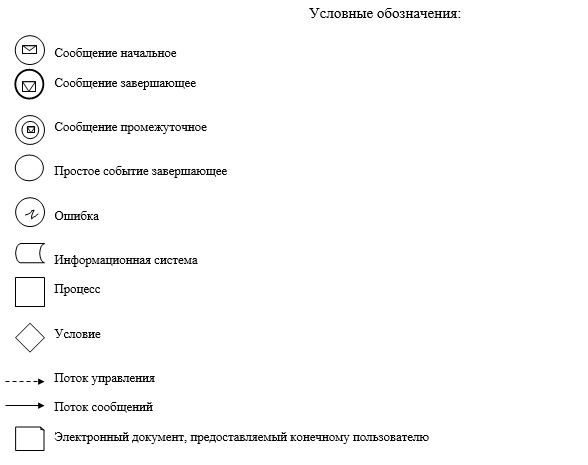 Условные обозначения:
Сообщение начальное
Сообщение завершающее
Сообщение промежуточное
Простое событие завершающее
Ошибка
Информационная система
Процесс
Условие
Поток управления
Поток сообщений
Электронный документ, предоставляемый конечному пользователю